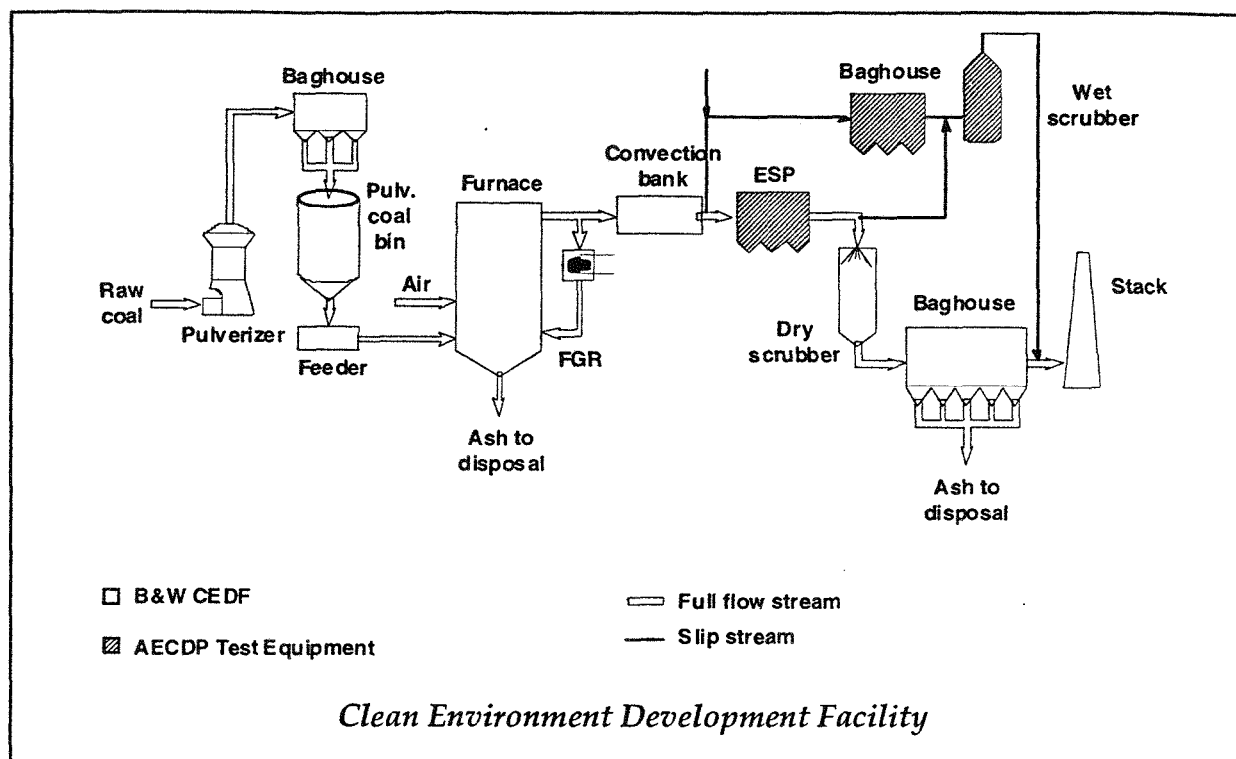 Baghouse
Pulv.
coal
bin
Raw
coal
Pulverizer
Feeder
Air
Furnace
FGR
Ash to
disposal
Convection
bank
ESP
Baghouse
Wet
scrubber
Dry
scrubber
Baghouse
Stack
Ash to
disposal
B&W CEDF
AECDP Test Equipment
Full flow stream
Slip stream
Clean Environment Development Facility